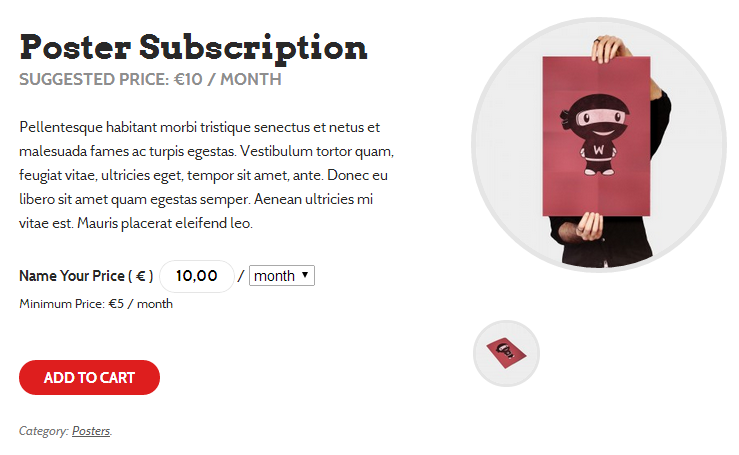 Poster Subscription
SUGGESTED PRICE: €10 / MONTH
Pellentesque habitant morbi tristique senectus et netus et
malesuada fames ac turpis egestas. Vestibulum tortor quam,
feugiat vitae, ultricies eget, tempor sit amet, ante. Donec eu
libero sit amet quam egestas semper. Aenean ultricies mi
vitae est. Mauris placerat eleifend leo.
Name Your Price ( € ) 10,00 / month
Minimum Price: €5 / month
ADD TO CART
Category: Posters.
W